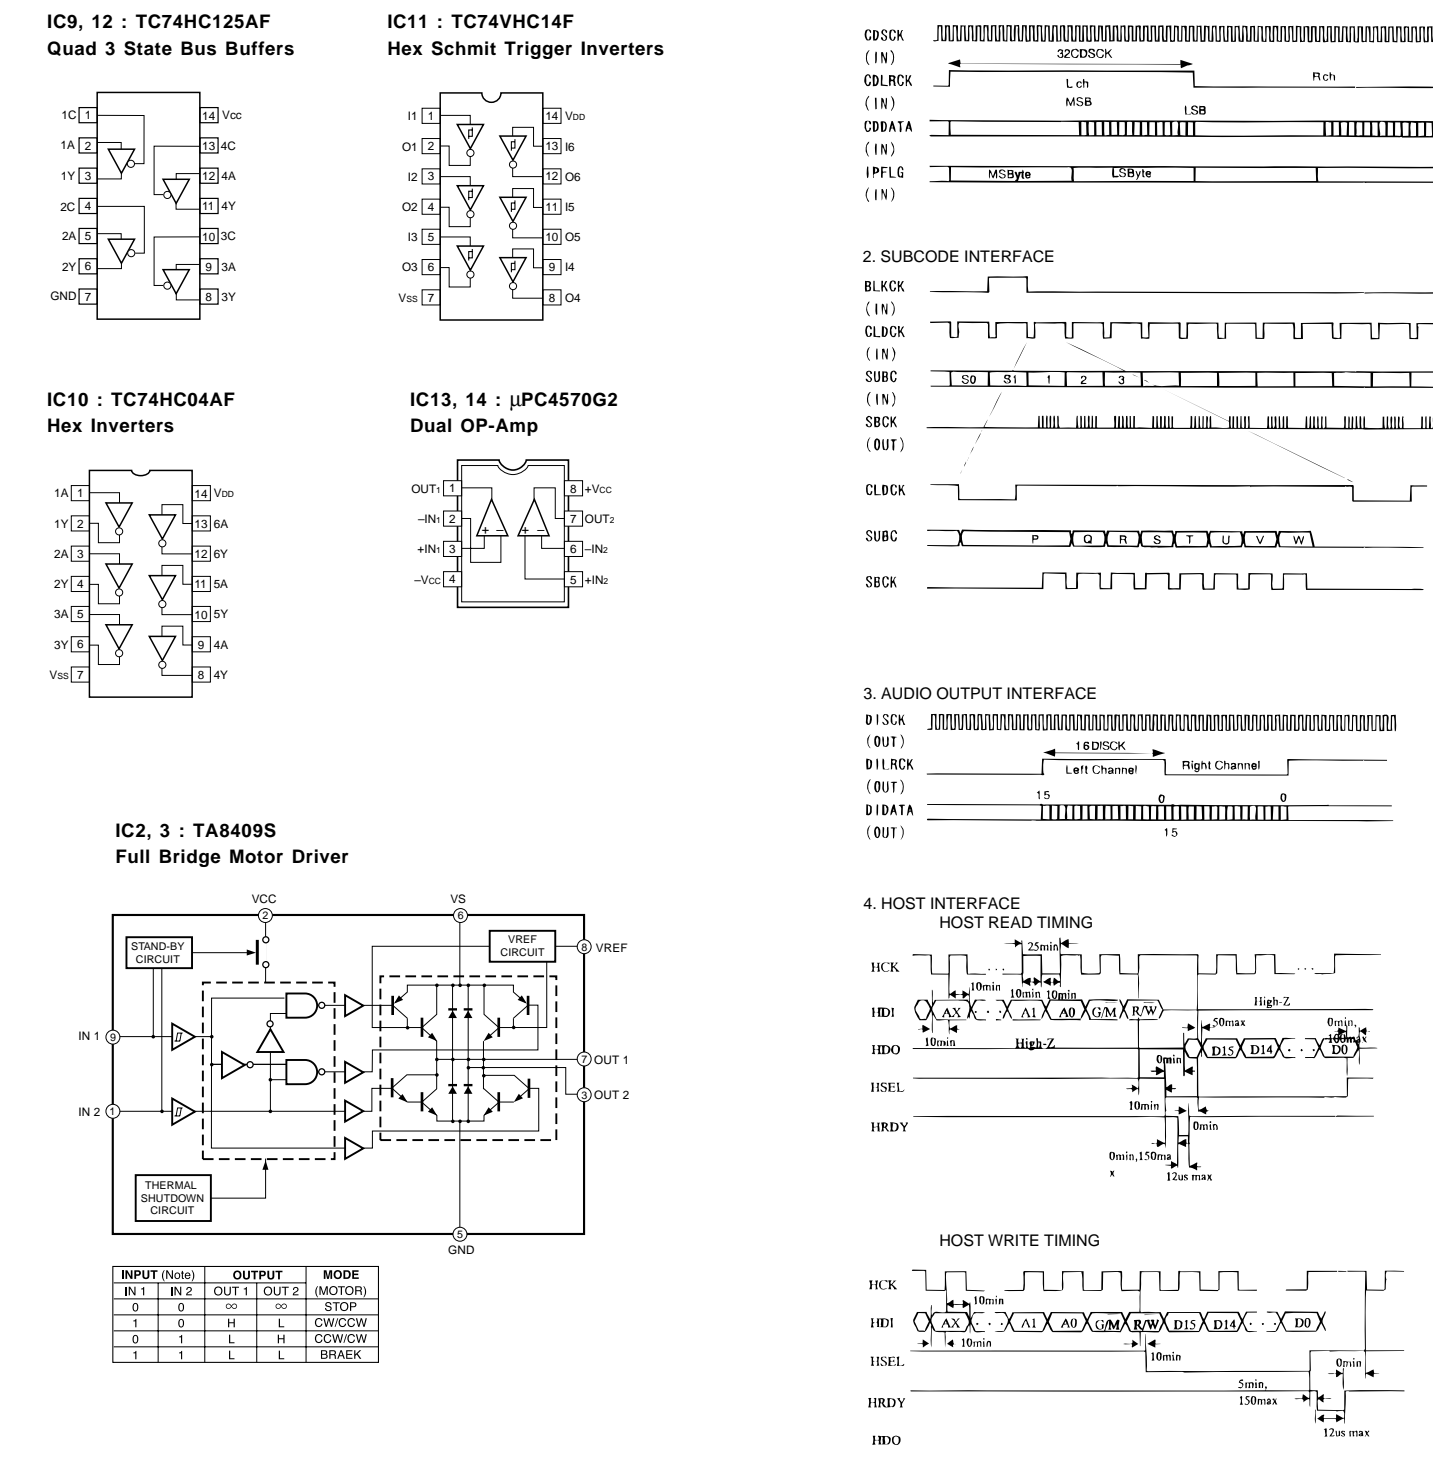 IC9, 12 : TC74HC125AF
Quad 3 State Bus Buffers
1C 1
1A 2
1Y 3
2C 4
2A 5
2Y 6
GND 7
14 Vcc
13 4C
12 4A
11 4Y
10 3C
9 3A
8 3Y
IC11 : TC74VHC14F
Hex Schmit Trigger Inverters
I1 1
O1 2
I2 3
O2 4
I3 5
O3 6
Vss 7
14 VDD
13 I6
12 O6
11 I5
10 O5
9 I4
8 O4
IC10 : TC74HC04AF
Hex Inverters
1A 1
1Y 2
2A 3
2Y 4
3A 5
3Y 6
Vss 7
14 VDD
13 6A
12 6Y
11 5A
10 5Y
9 4A
8 4Y
IC13, 14 : µPC4570G2
Dual OP-Amp
OUT1 1
–IN1 2
+IN1 3
–Vcc 4
8 +Vcc
7 OUT2
6 –IN2
5 +IN2
+ –
+ –
IC2, 3 : TA8409S
Full Bridge Motor Driver
VCC
2
VS
6
STAND-BY
CIRCUIT
VREF
CIRCUIT
8 VREF
IN 1 9
7 OUT 1
3 OUT 2
IN 2 1
THERMAL
SHUTDOWN
CIRCUIT
5
GND
INPUT (Note) OUTPUT MODE
IN 1 IN 2 OUT 1 OUT 2 (MOTOR)
0 0 ∞ ∞ STOP
1 0 H L CW/CCW
0 1 L H CCW/CW
1 1 L L BRAEK
CDSCK
(IN)
32CDSCK
CDLRCK
(IN)
L ch
R ch
MSB
LSB
CDDATA
(IN)
IPFLG
(IN)
MSByte
LSByte
2. SUBCODE INTERFACE
BLKCK
(IN)
CLDCK
(IN)
SUBC
(IN)
S0 S1 1 2 3
SBCK
(OUT)
CLDCK
SUBC
P Q R S T U V W
SBCK
3. AUDIO OUTPUT INTERFACE
DISCK
(OUT)
16DISCK
DILRCK
(OUT)
Left Channel
Right Channel
15 0 0
DIDATA
(OUT)
15
4. HOST INTERFACE
HOST READ TIMING
25min
HCK
10min 10min 10min
HDI
AX · · · A1 A0 G/M R/W
High-Z
10min
50max
0min,
100max
HDO
High-Z
D15 D14 · · · D0
0min
HSEL
10min
HRDY
0min
0min,150ma
x
12us max
HOST WRITE TIMING
HCK
10min
HDI
AX · · · A1 A0 G/M R/W D15 D14 · · · D0
10min
HSEL
10min
0min
5min,
150max
HRDY
12us max
HDO